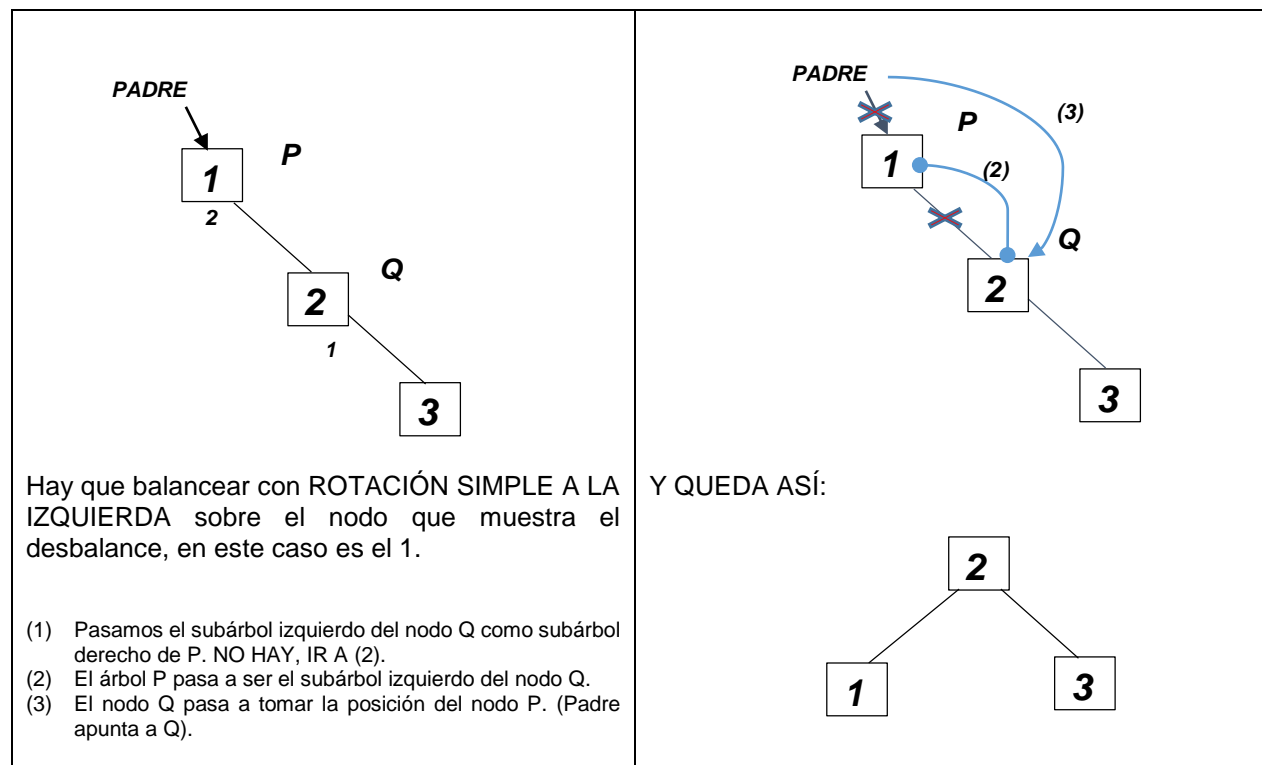 PADRE
P
1
2
Q
2
1
3
Hay que balancear con ROTACIÓN SIMPLE A LA
IZQUIERDA sobre el nodo que muestra el
desbalance, en este caso es el 1.
(1) Pasamos el subárbol izquierdo del nodo Q como subárbol
derecho de P. NO HAY, IR A (2).
(2) El árbol P pasa a ser el subárbol izquierdo del nodo Q.
(3) El nodo Q pasa a tomar la posición del nodo P. (Padre
apunta a Q).
PADRE
(3)
P
1
(2)
Q
2
3
Y QUEDA ASÍ:
2
1
3